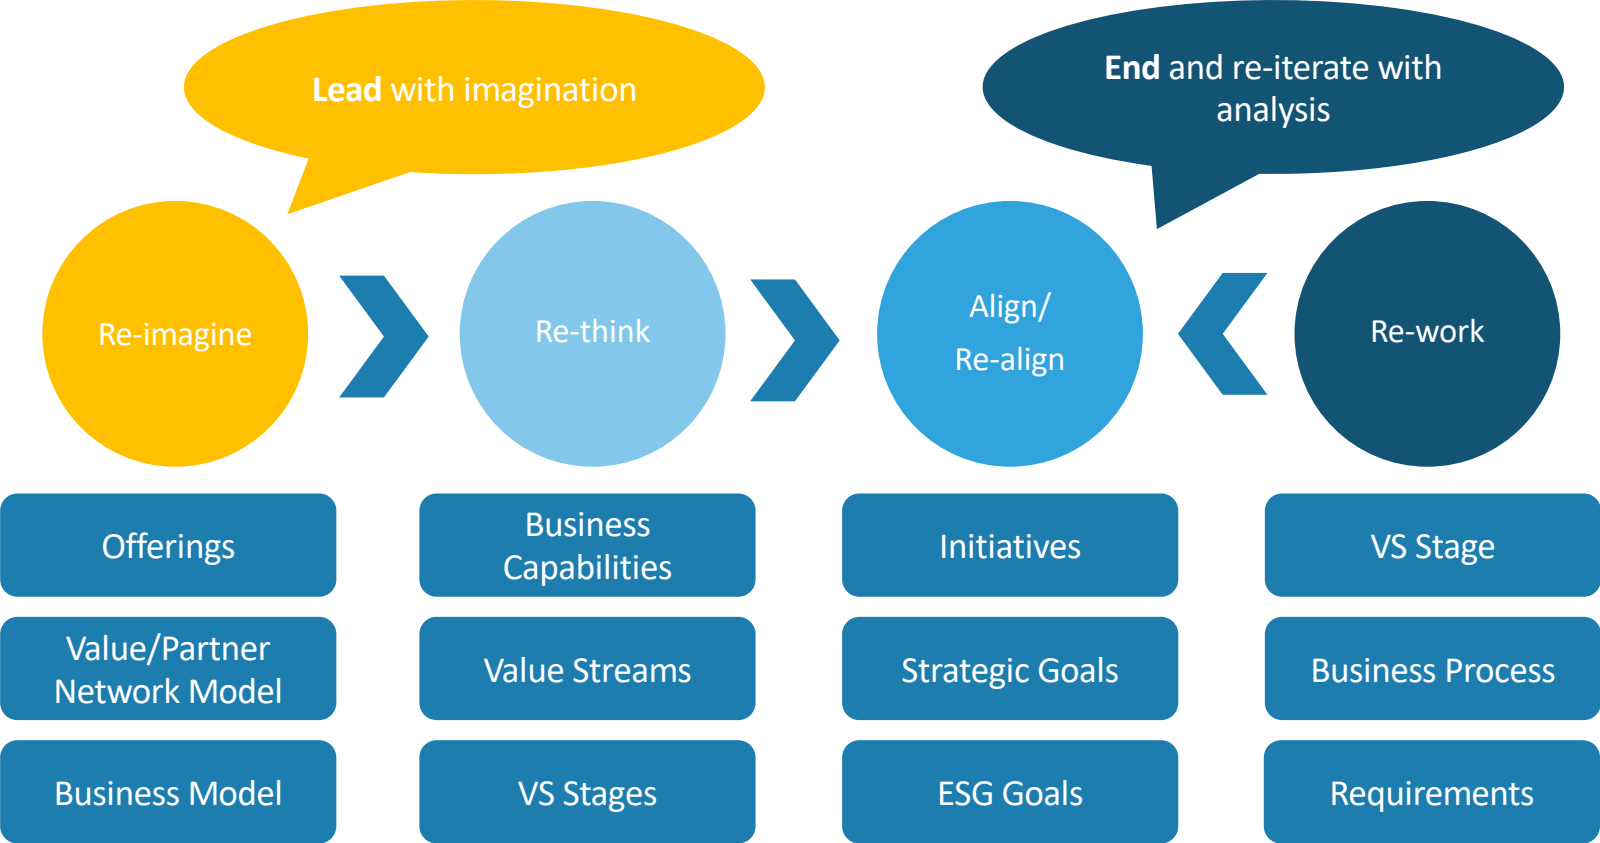 Lead with imagination
End and re-iterate with
analysis
Re-imagine
Re-think
Align/
Re-align
Re-work
Offerings
Business
Capabilities
Initiatives
VS Stage
Value/Partner
Network Model
Value Streams
Strategic Goals
Business Process
Business Model
VS Stages
ESG Goals
Requirements